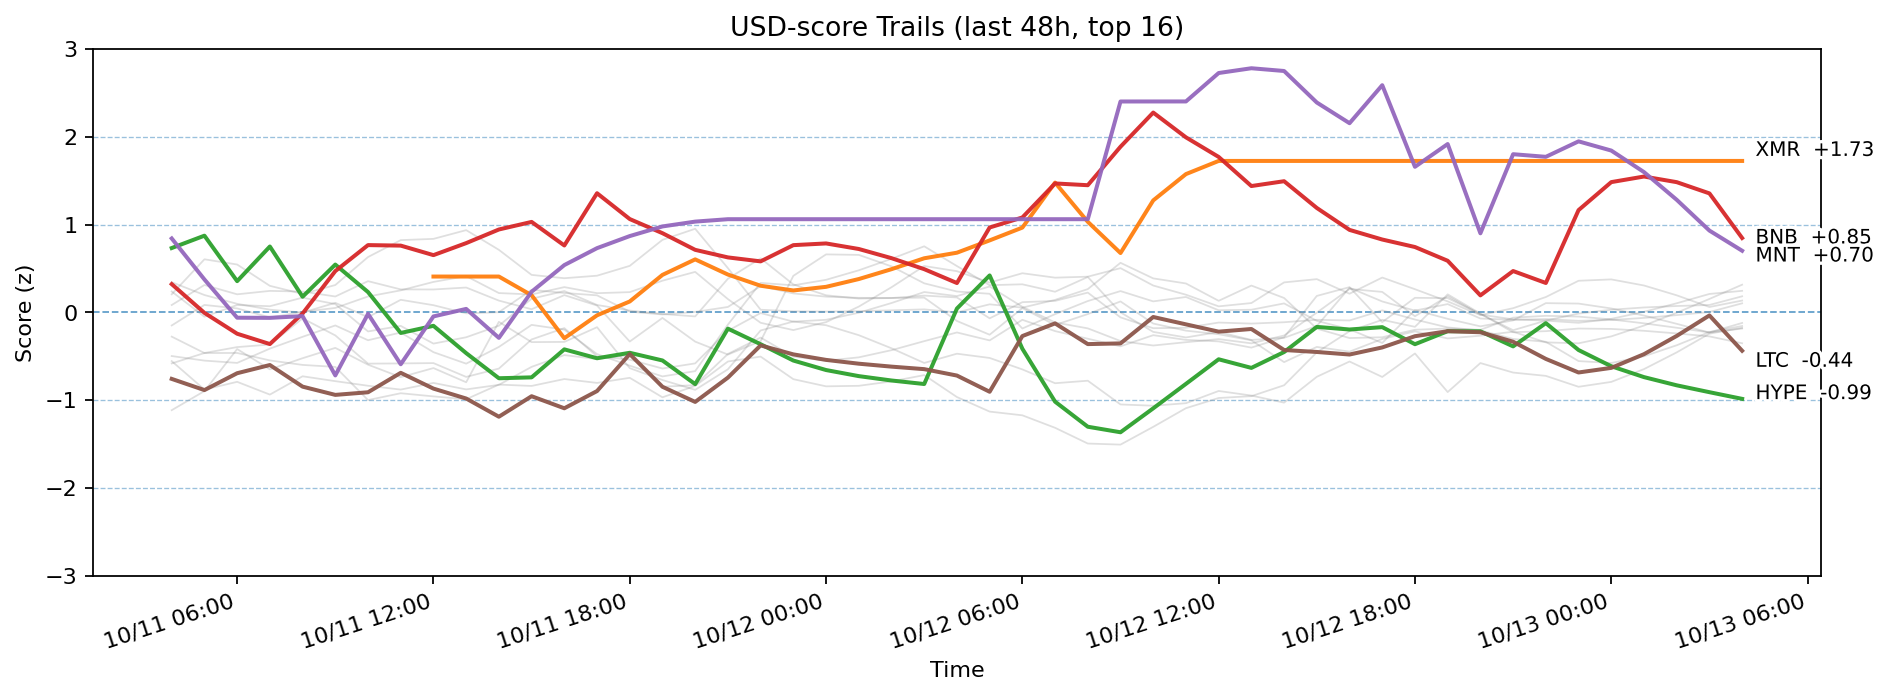 USD-score Trails (last 48h, top 16)
Score (z)
3
2
1
0
−1
−2
−3
XMR +1.73
BNB +0.85
MNT +0.70
LTC -0.44
HYPE -0.99
10/11 06:00
10/11 12:00
10/11 18:00
10/12 00:00
10/12 06:00
10/12 12:00
10/12 18:00
10/13 00:00
10/13 06:00
Time